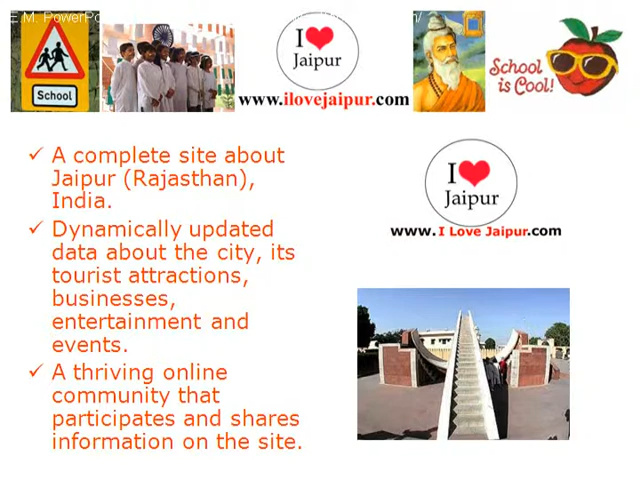 E.M. PowerPo
School
I
Jaipur
www.ilovejaipur.com
School
is Cool!
I
Jaipur
www.I Love Jaipur.com
✓ A complete site about
Jaipur (Rajasthan),
India.
✓ Dynamically updated
data about the city, its
tourist attractions,
businesses,
entertainment and
events.
✓ A thriving online
community that
participates and shares
information on the site.